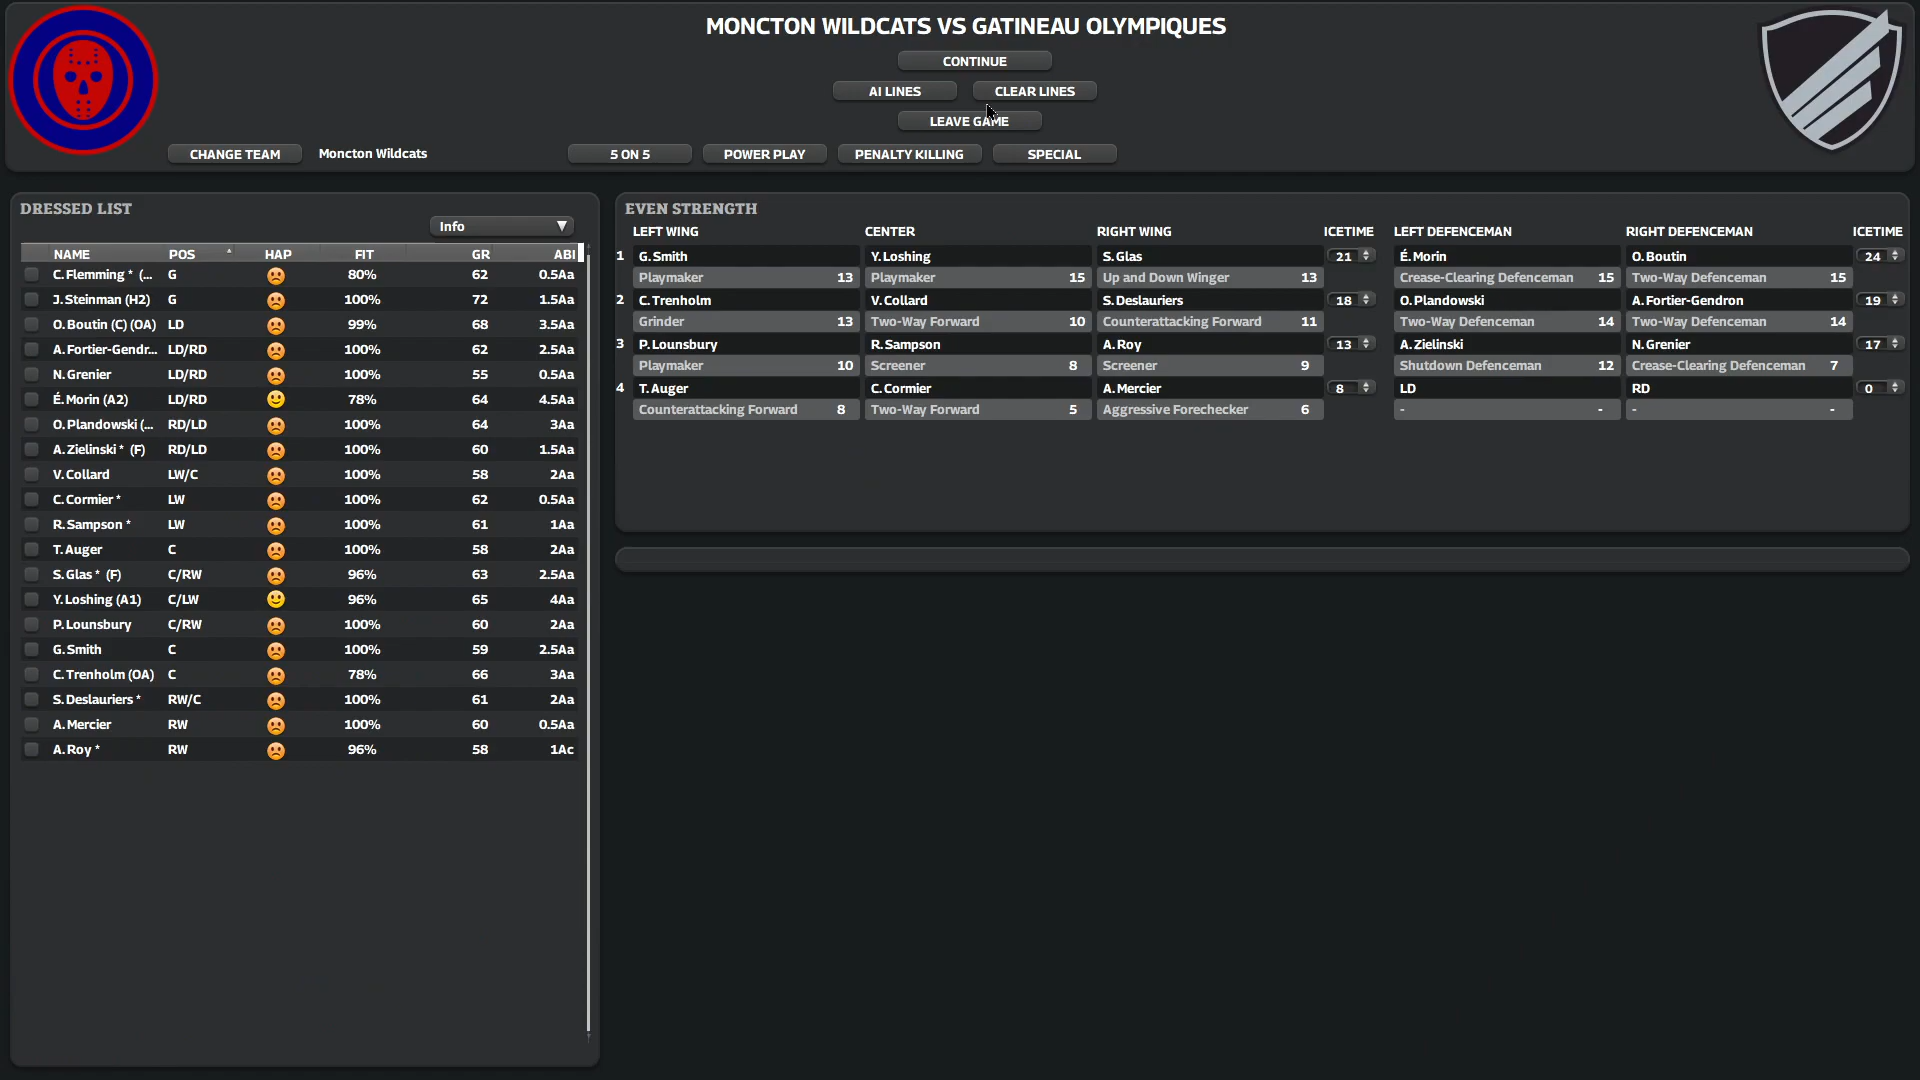 MONCTON WILDCATS VS GATINEAU OLYMPIQUES
CONTINUE
AI LINES CLEAR LINES
LEAVE GAME
CHANGE TEAM Moncton Wildcats 5 ON 5 POWER PLAY PENALTY KILLING SPECIAL
DRESSED LIST
Info
NAME POS HAP FIT GR ABI
C. Flemming * (... G 80% 62 0.5Aa
J. Steinman (H2) G 100% 72 1.5Aa
O. Boutin (C) (OA) LD 99% 68 3.5Aa
A. Fortier-Gendr... LD/RD 100% 62 2.5Aa
N. Grenier LD/RD 100% 55 0.5Aa
É. Morin (A2) LD/RD 78% 64 4.5Aa
O. Plandowski (... RD/LD 100% 64 3Aa
A. Zielinski * (F) RD/LD 100% 60 1.5Aa
V. Collard LW/C 100% 58 2Aa
C. Cormier * LW 100% 62 0.5Aa
R. Sampson * LW 100% 61 1Aa
T. Auger C 100% 58 2Aa
S. Glas * (F) C/RW 96% 63 2.5Aa
Y. Loshing (A1) C/LW 96% 65 4Aa
P. Lounsbury C/RW 100% 60 2Aa
G. Smith C 100% 59 2.5Aa
C. Trenholm (OA) C 78% 66 3Aa
S. Deslauriers * RW/C 100% 61 2Aa
A. Mercier RW 100% 60 0.5Aa
A. Roy * RW 96% 58 1Ac
EVEN STRENGTH
LEFT WING CENTER RIGHT WING ICETIME LEFT DEFENCEMAN RIGHT DEFENCEMAN ICETIME
1 G. Smith Y. Loshing S. Glas 21 É. Morin O. Boutin 24
Playmaker 13 Playmaker 15 Up and Down Winger 13 Crease-Clearing Defenceman 15 Two-Way Defenceman 15
2 C. Trenholm V. Collard S. Deslauriers 18 O. Plandowski A. Fortier-Gendron 19
Grinder 13 Two-Way Forward 10 Counterattacking Forward 11 Two-Way Defenceman 14 Two-Way Defenceman 14
3 P. Lounsbury R. Sampson A. Roy 13 A. Zielinski N. Grenier 17
Playmaker 10 Screener 8 Screener 9 Shutdown Defenceman 12 Crease-Clearing Defenceman 7
4 T. Auger C. Cormier A. Mercier 8 LD RD 0
Counterattacking Forward 8 Two-Way Forward 5 Aggressive Forechecker 6 - - - -